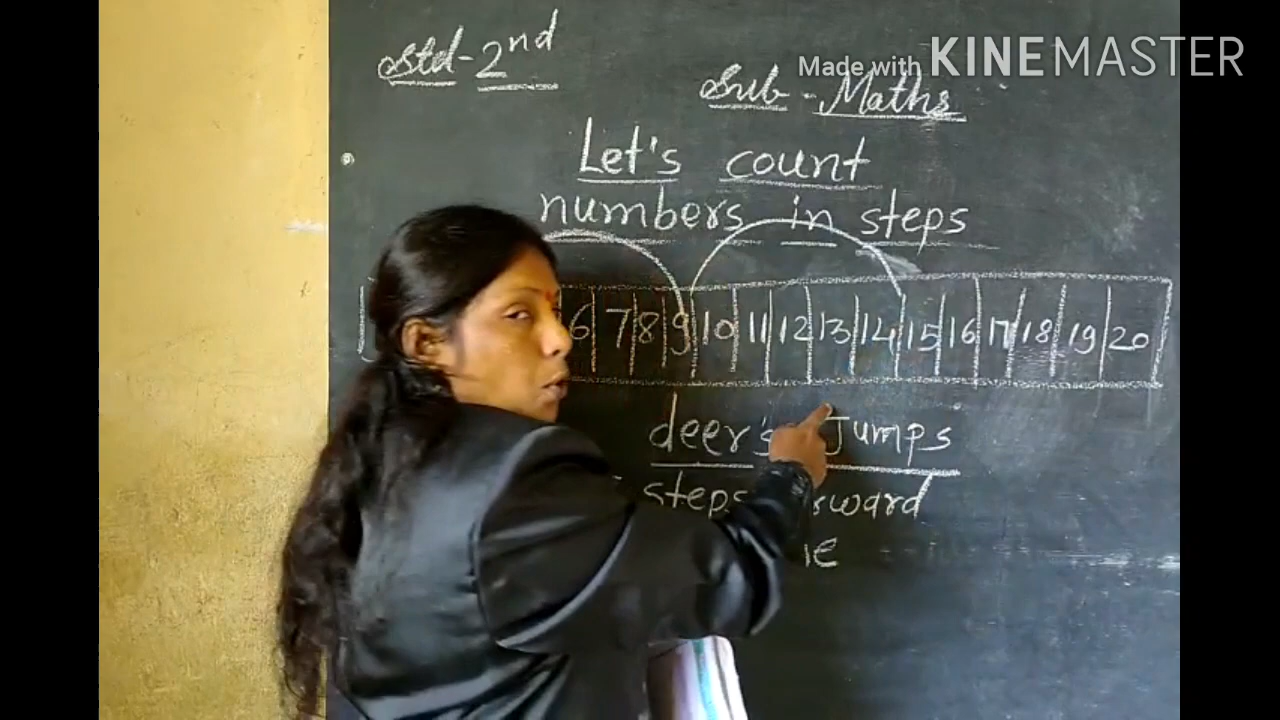 Std - 2nd
Made with KINEMASTER
Sub - Maths
Let's count
numbers in steps
6 7 8 9 10 11 12 13 14 15 16 17 18 19 20
deer's Jumps
steps